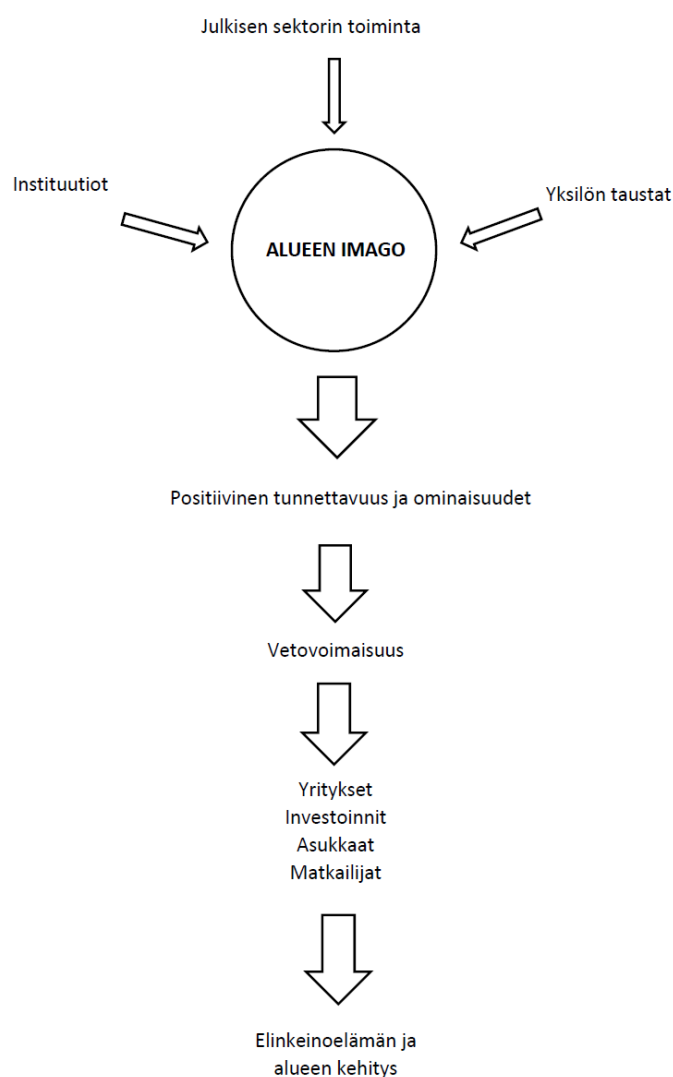 Julkisen sektorin toiminta
Instituutiot
Yksilön taustat
ALUEEN IMAGO
Positiivinen tunnettavuus ja ominaisuudet
Vetovoimaisuus
Yritykset
Investoinnit
Asukkaat
Matkailijat
Elinkeinoelämän ja
alueen kehitys